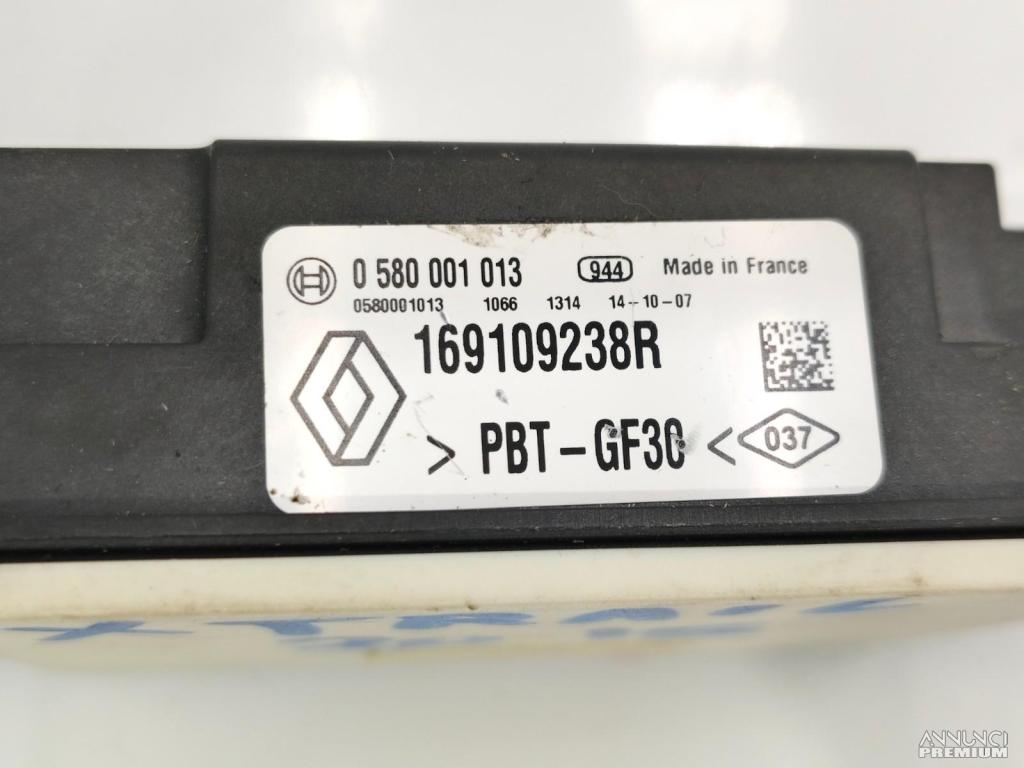 0 580 001 013 944 Made in France
0580001013 1066 1314 14-10-07
169109238R
> PBT-GF30 < 037
X TRAIL
ANNUNCI
PREMIUM